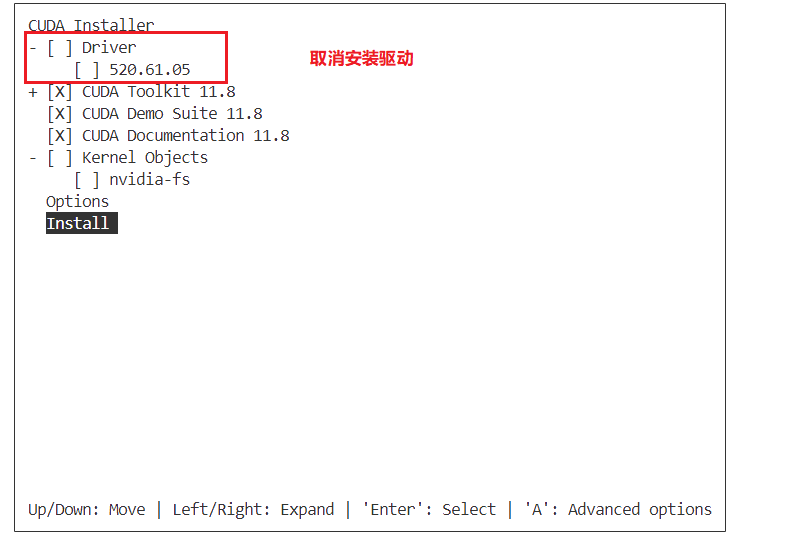 CUDA Installer
- [ ] Driver
[ ] 520.61.05
取消安装驱动
+ [X] CUDA Toolkit 11.8
[X] CUDA Demo Suite 11.8
[X] CUDA Documentation 11.8
- [ ] Kernel Objects
[ ] nvidia-fs
Options
Install
Up/Down: Move | Left/Right: Expand | 'Enter': Select | 'A': Advanced options